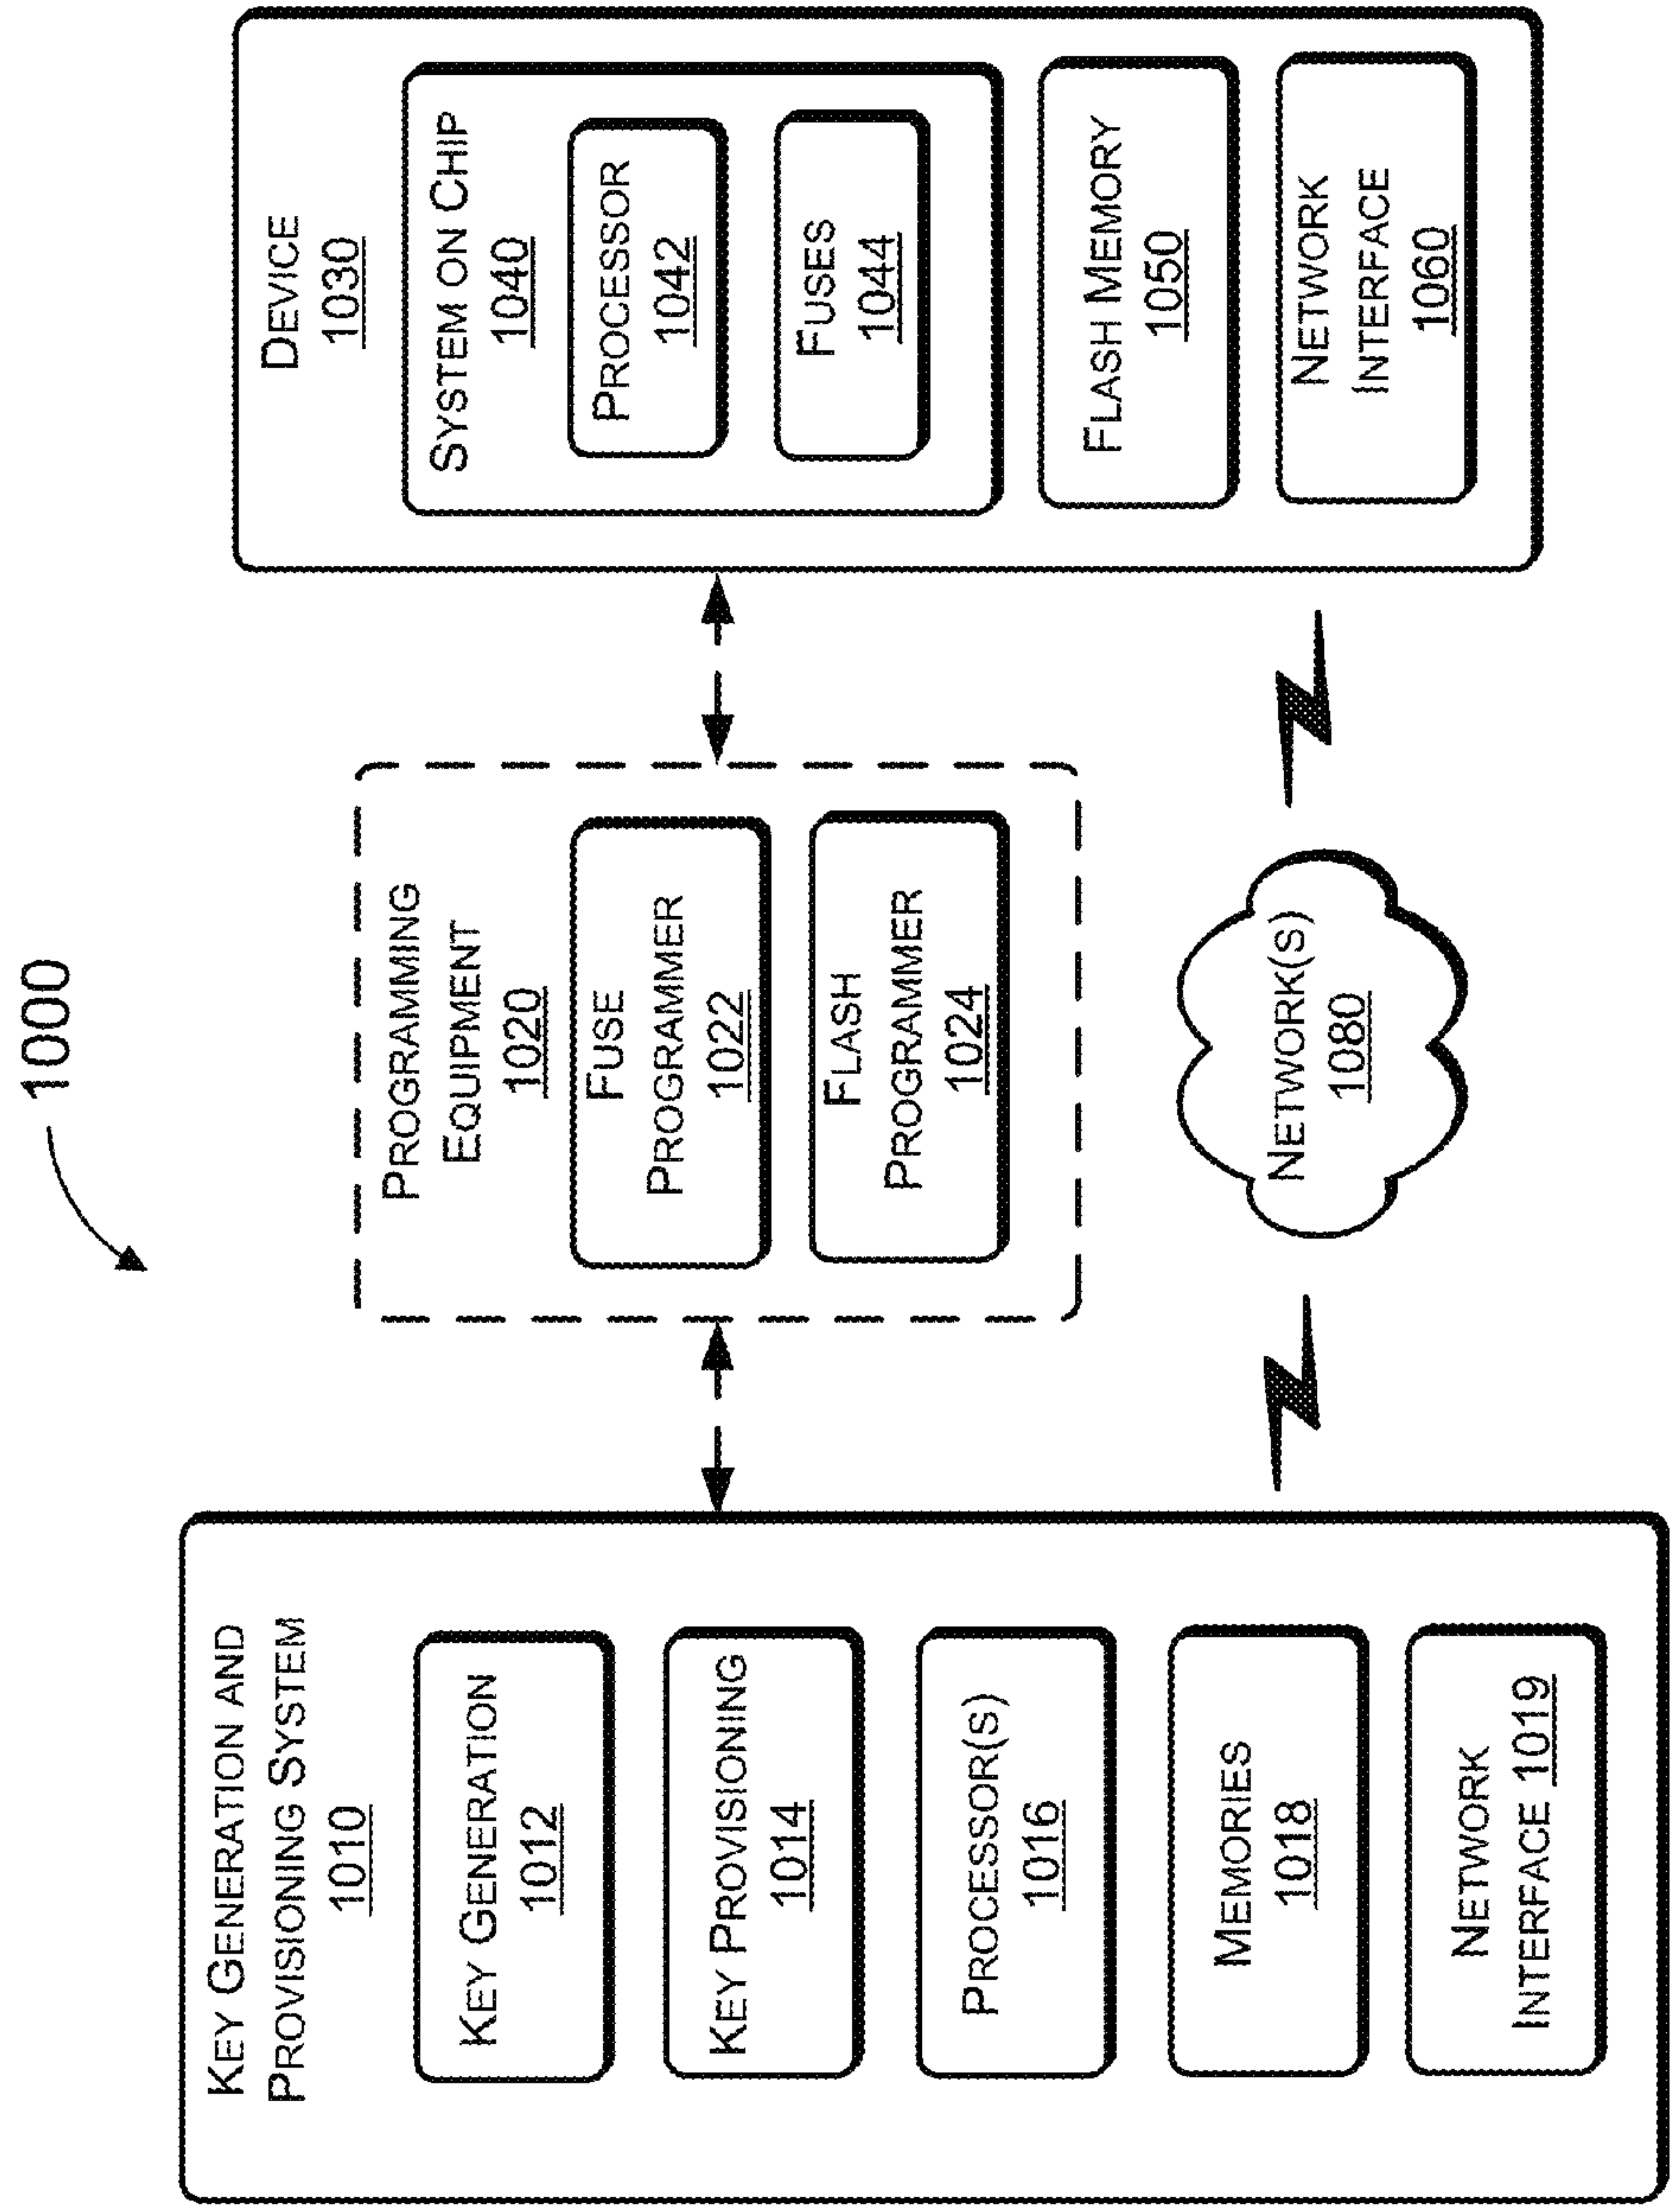 1000
KEY GENERATION AND
PROVISIONING SYSTEM
1010
KEY GENERATION
1012
KEY PROVISIONING
1014
PROCESSOR(S)
1016
MEMORIES
1018
NETWORK
INTERFACE 1019
PROGRAMMING
EQUIPMENT
1020
FUSE
PROGRAMMER
1022
FLASH
PROGRAMMER
1024
NETWORK(S)
1080
DEVICE
1030
SYSTEM ON CHIP
1040
PROCESSOR
1042
FUSES
1044
FLASH MEMORY
1050
NETWORK
INTERFACE
1060